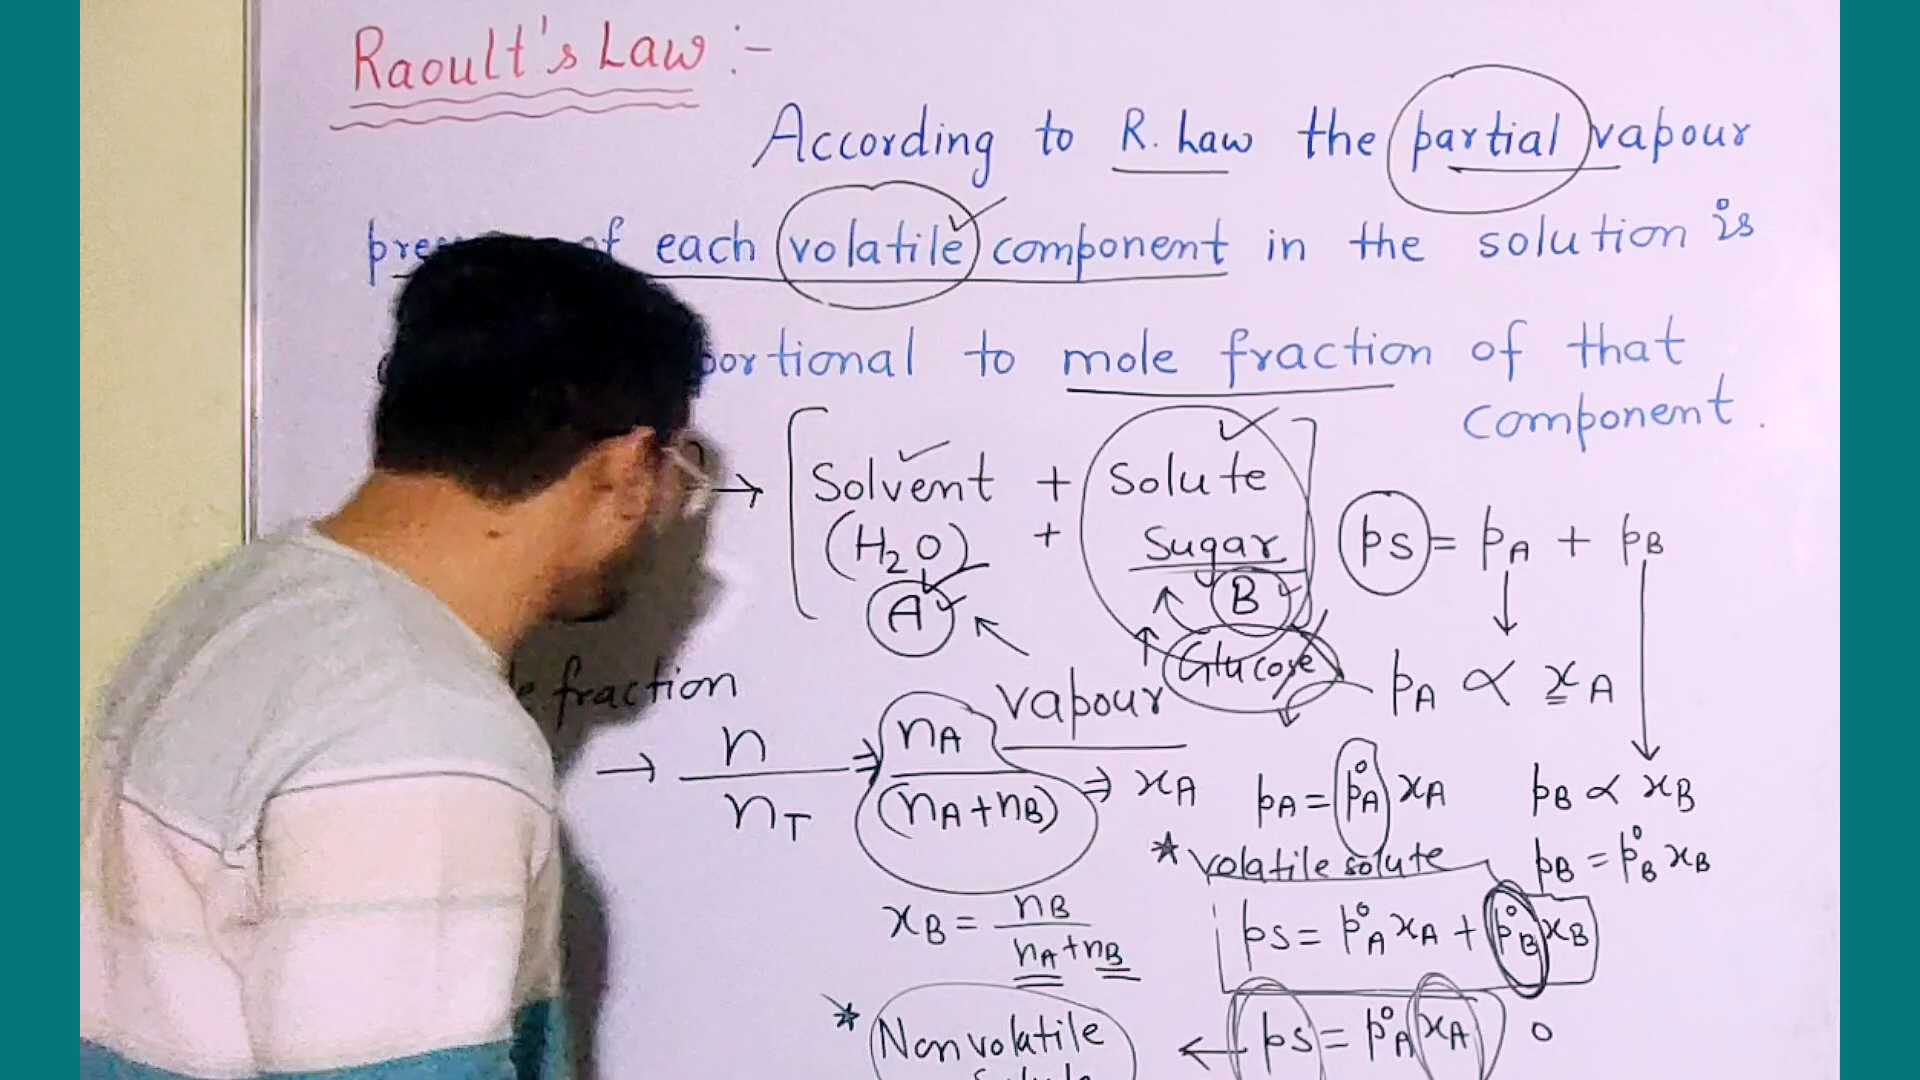 Raoult's Law :-
According to R. Law the partial vapour
of each volatile component in the solution is
to mole fraction of that
component.
→ [Solvent + Solute]
(H₂O) + Sugar
A B
Glucose
ps = pA + pB
fraction
vapour
pA ∝ xA
→ n/nT ⇒ nA/(nA+nB) ⇒ xA
pA = p°A xA
pB ∝ xB
* volatile solute
pB = p°B xB
xB = nB/(nA+nB)
ps = p°A xA + p°B xB
* Nonvolatile
← ps = p°A xA
0